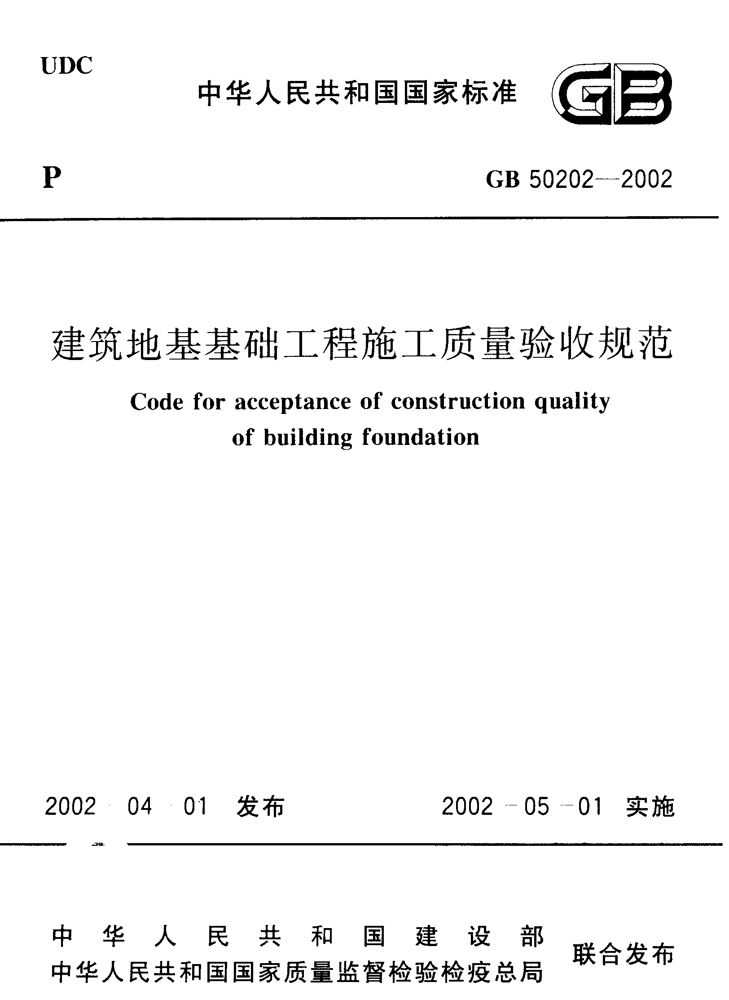 UDC
中华人民共和国国家标准
GB
P
GB 50202—2002
建筑地基基础工程施工质量验收规范
Code for acceptance of construction quality
of building foundation
2002-04-01 发布
2002-05-01 实施
中华人民共和国建设部
中华人民共和国国家质量监督检验检疫总局
联合发布